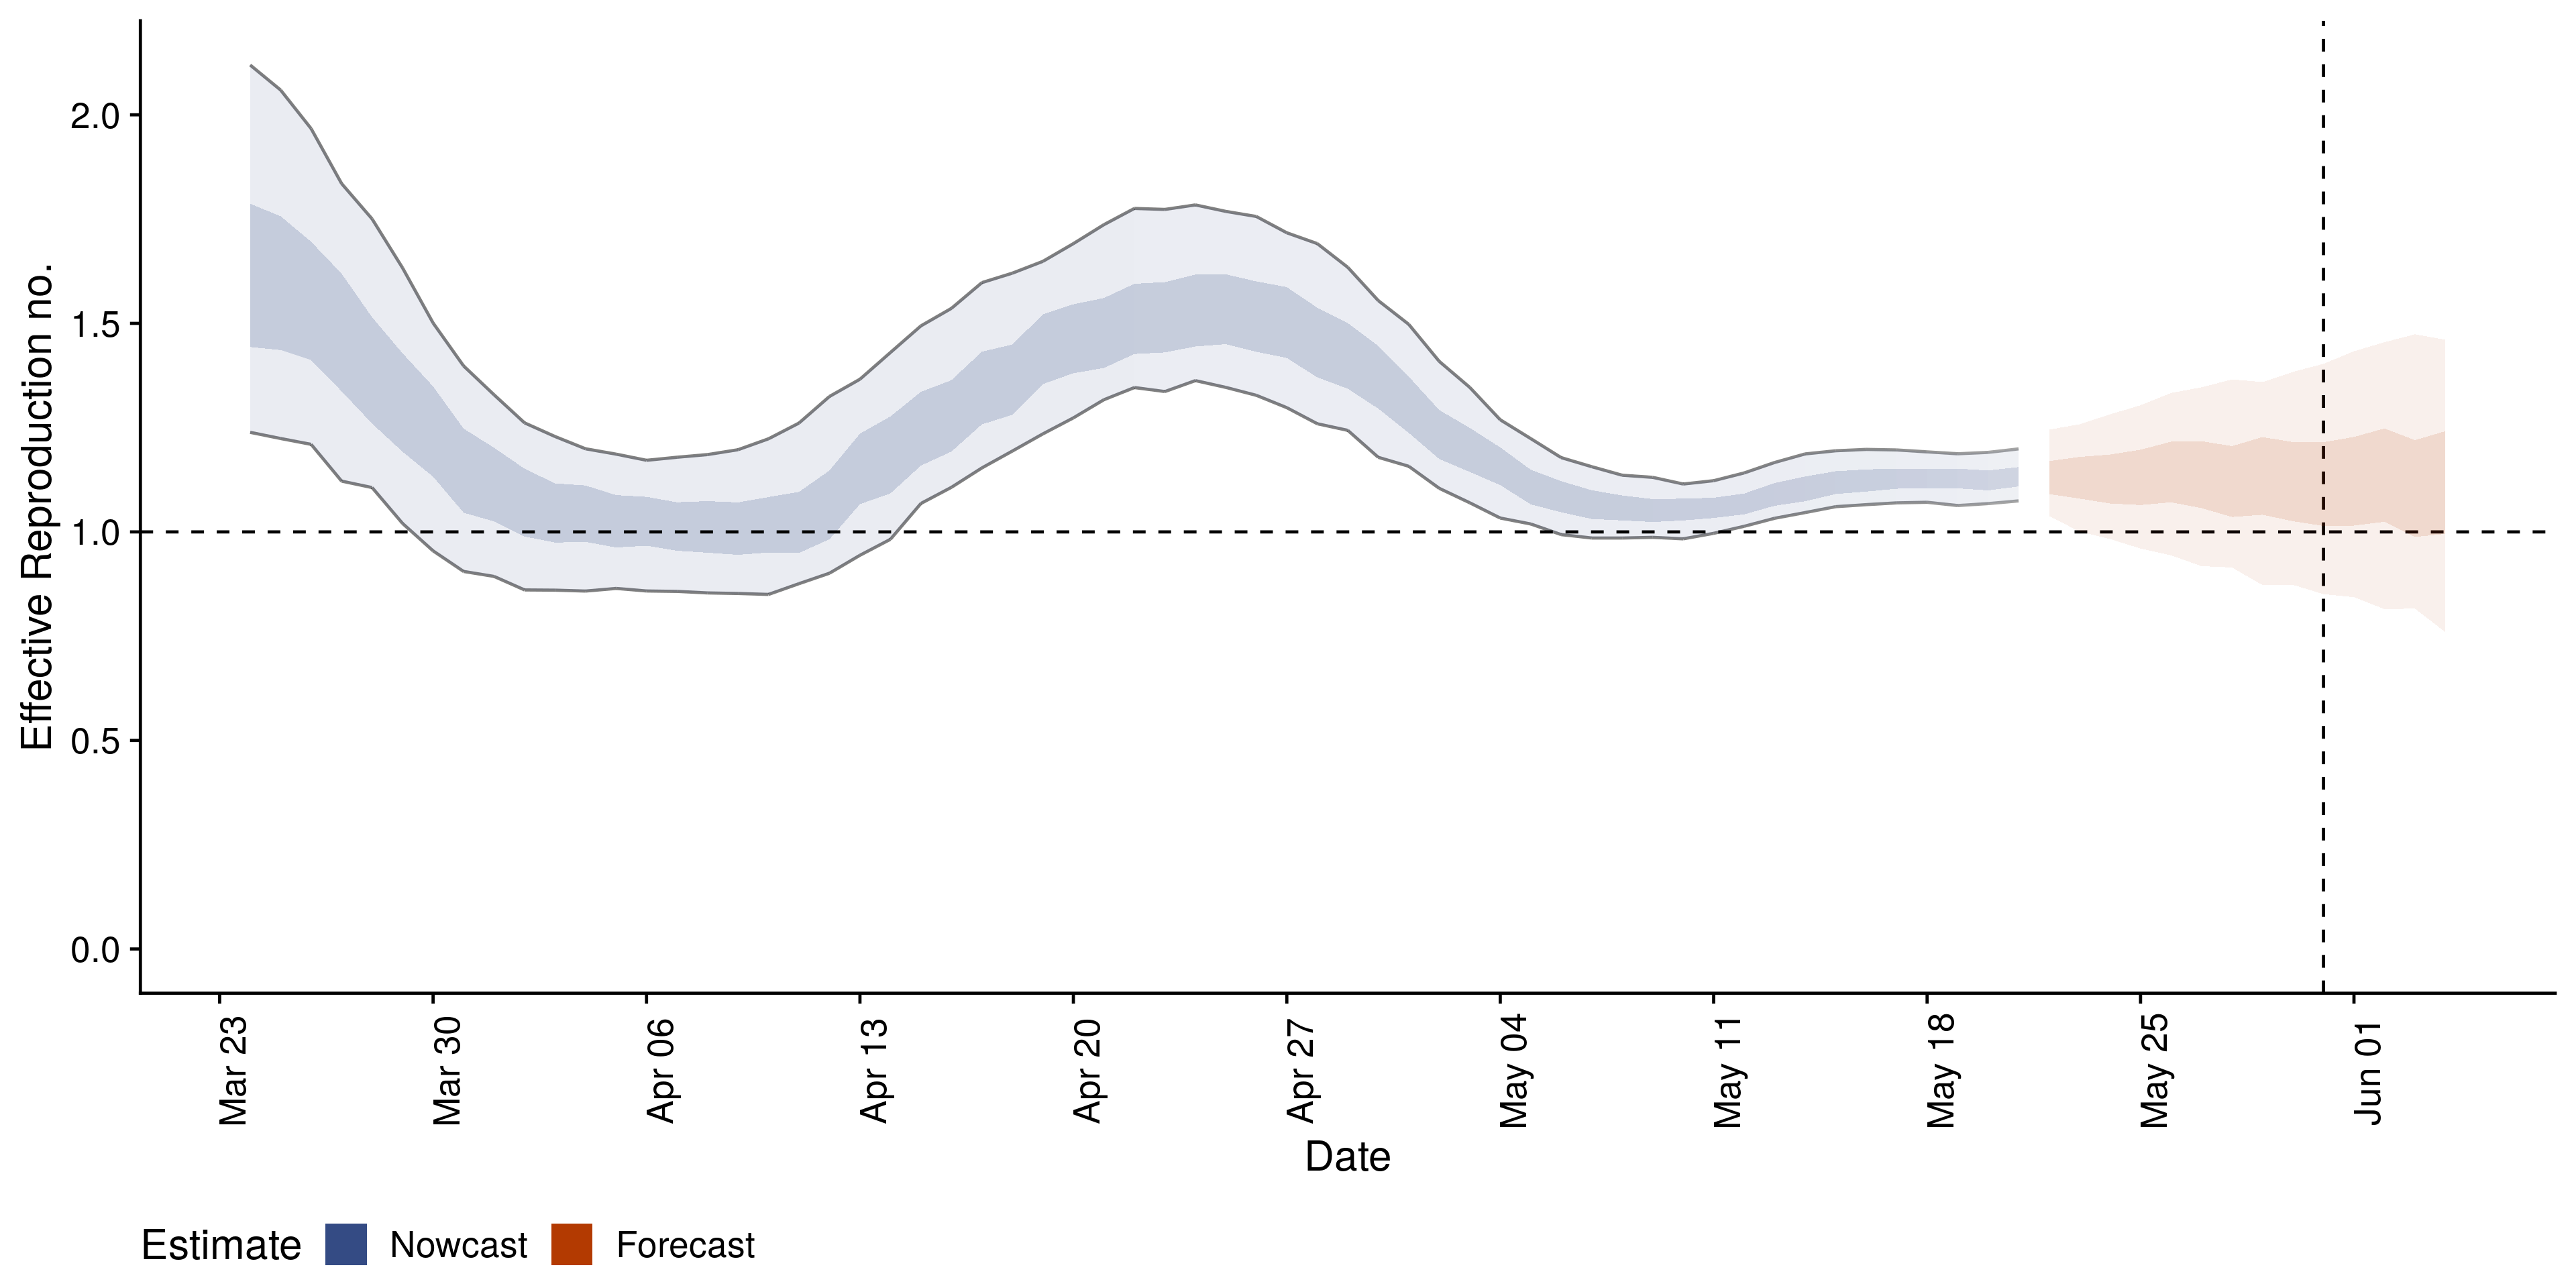 Effective Reproduction no.
2.0
1.5
1.0
0.5
0.0
Mar 23
Mar 30
Apr 06
Apr 13
Apr 20
Apr 27
May 04
May 11
May 18
May 25
Jun 01
Date
Estimate Nowcast Forecast